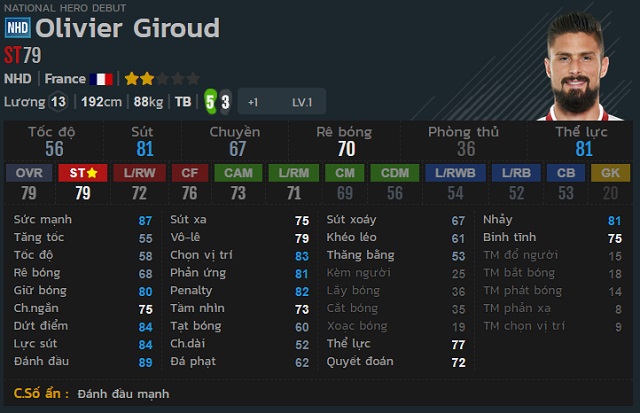 NATIONAL HERO DEBUT
NHD Olivier Giroud
ST79
NHD | France
Lương 13 | 192cm | 88kg | TB | 5 3 +1 LV.1
Tốc độ Sút Chuyền Rê bóng Phòng thủ Thể lực
56 81 67 70 36 81
OVR ST L/RW CF CAM L/RM CM CDM L/RWB L/RB CB GK
79 79 72 76 73 71 69 56 54 52 53 20
Sức mạnh 87 Sút xa 75 Sút xoáy 67 Nhảy 81
Tăng tốc 55 Vô-lê 79 Khéo léo 61 Bình tĩnh 75
Tốc độ 58 Chọn vị trí 83 Thăng bằng 53 TM đổ người 15
Rê bóng 68 Phản ứng 81 Kèm người 25 TM bắt bóng 18
Giữ bóng 80 Penalty 82 Lấy bóng 36 TM phát bóng 14
Ch.ngắn 75 Tầm nhìn 73 Cắt bóng 35 TM phản xạ 8
Dứt điểm 84 Tạt bóng 60 Xoạc bóng 19 TM chọn vị trí 9
Lực sút 84 Ch.dài 52 Thể lực 77
Đánh đầu 89 Đá phạt 62 Quyết đoán 72
C.Số ẩn : Đánh đầu mạnh